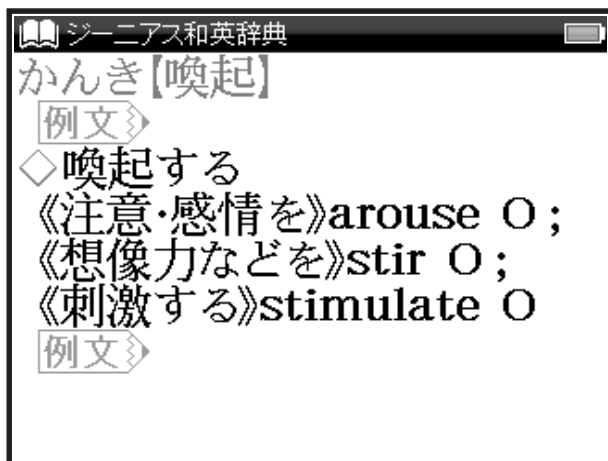 ジーニアス和英辞典
かんき【喚起】
例文
◇喚起する
《注意・感情を》arouse O;
《想像力などを》stir O;
《刺激する》stimulate O
例文